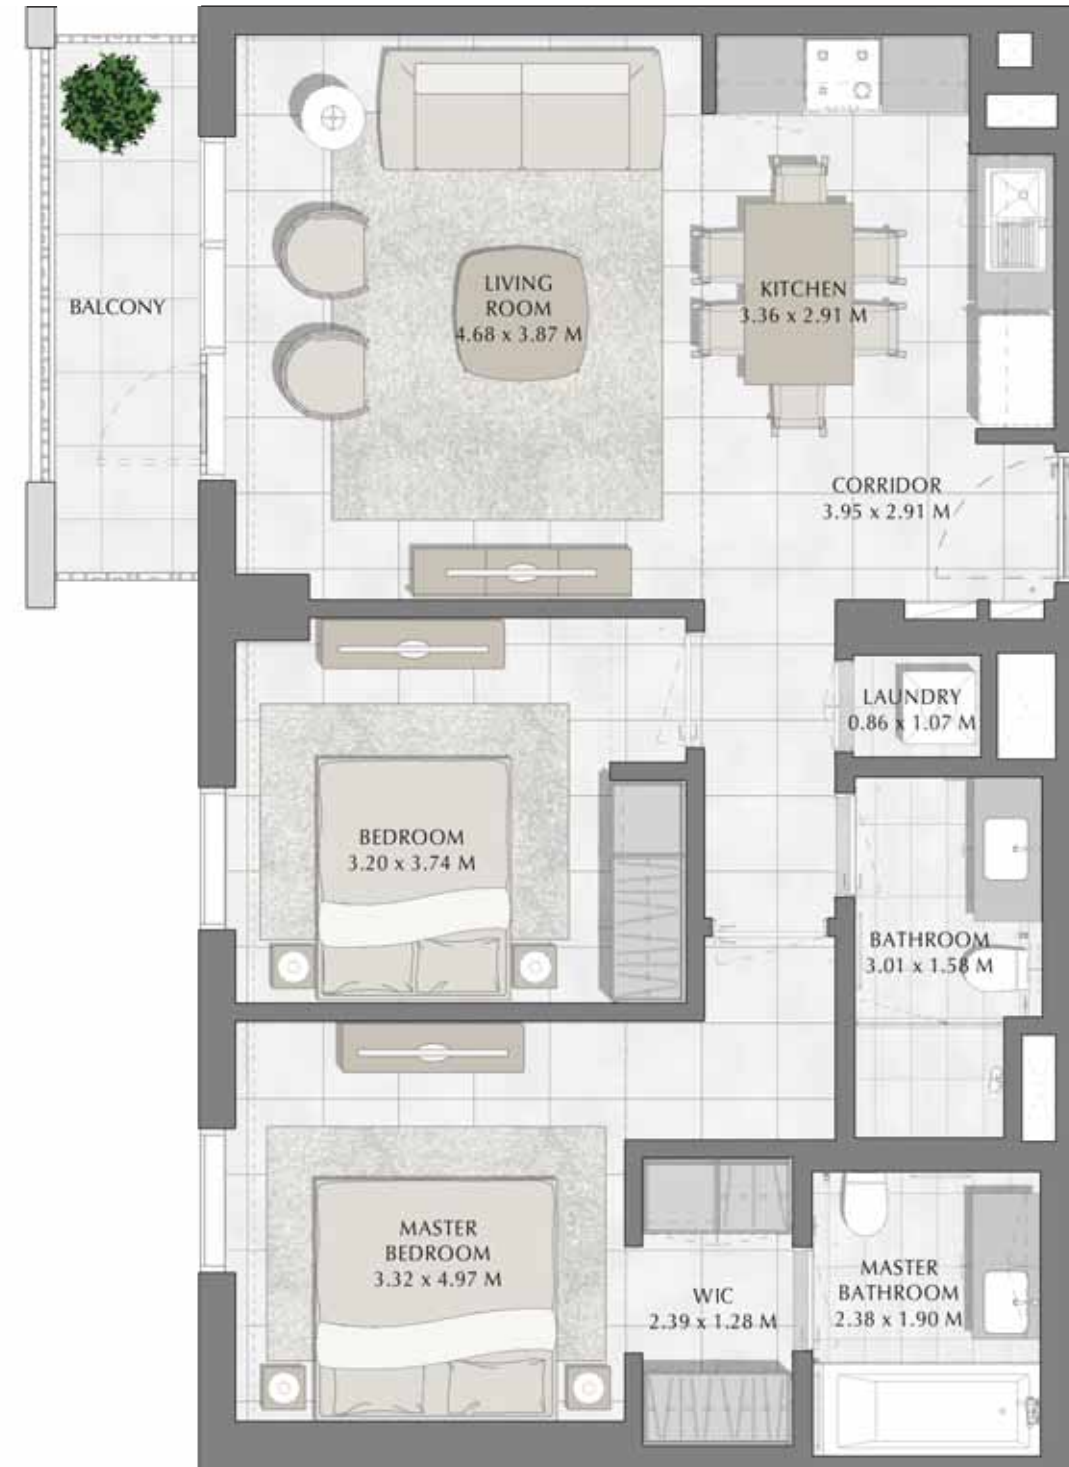 BALCONY
LIVING
ROOM
4.68 x 3.87 M
KITCHEN
3.36 x 2.91 M
CORRIDOR
3.95 x 2.91 M
LAUNDRY
0.86 x 1.07 M
BEDROOM
3.20 x 3.74 M
BATHROOM
3.01 x 1.58 M
MASTER
BEDROOM
3.32 x 4.97 M
WIC
2.39 x 1.28 M
MASTER
BATHROOM
2.38 x 1.90 M